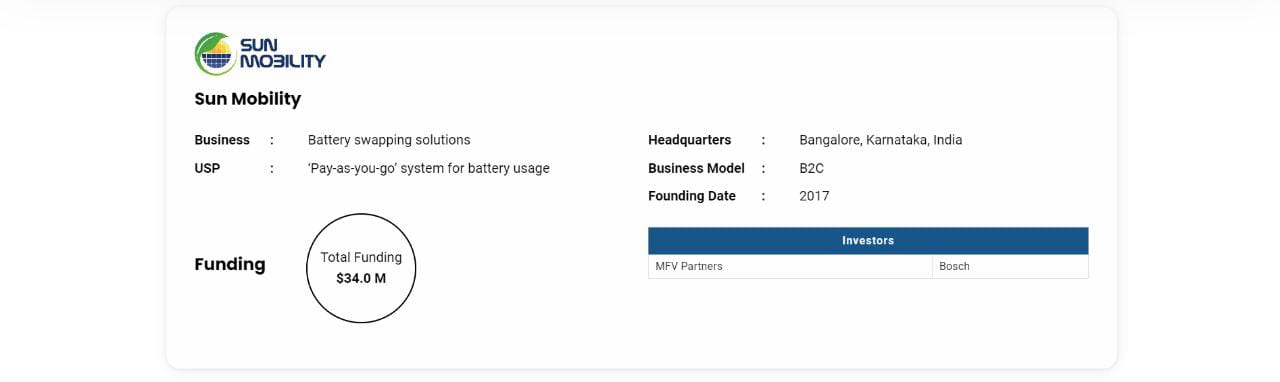 SUN
MOBILITY
Sun Mobility
Business : Battery swapping solutions
USP : ‘Pay-as-you-go’ system for battery usage
Headquarters : Bangalore, Karnataka, India
Business Model : B2C
Founding Date : 2017
Funding
Total Funding
$34.0 M
Investors
MFV Partners Bosch